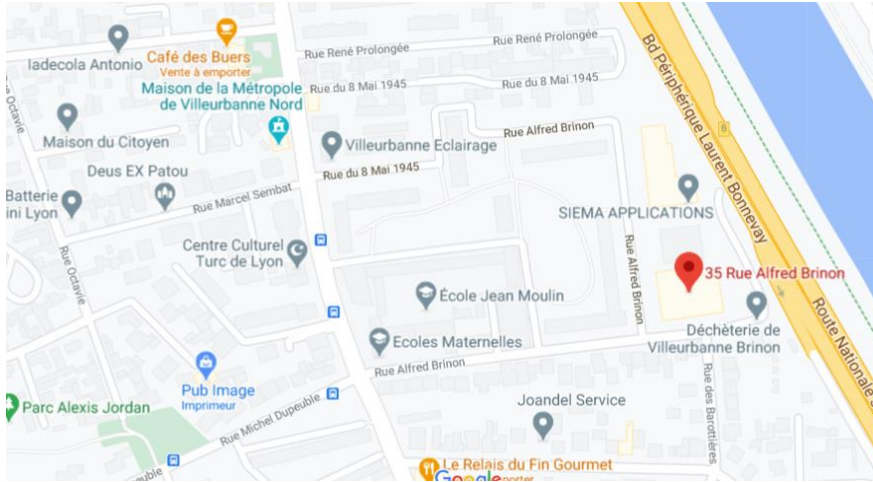 Rue René Prolongée
Rue René Prolongée
Iadecola Antonio
Café des Buers
Vente à emporter
Rue Octavie
Maison de la Métropole
de Villeurbanne Nord
Rue du 8 Mai 1945
Rue du 8 Mai 1945
Bd Périphérique Laurent Bonnevay
6
Maison du Citoyen
Villeurbanne Eclairage
Rue Alfred Brinon
Deus EX Patou
Rue du 8 Mai 1945
Batterie
ini Lyon
Rue Marcel Sembat
SIEMA APPLICATIONS
Centre Culturel
Turc de Lyon
Rue Octavie
Rue Alfred Brinon
35 Rue Alfred Brinon
École Jean Moulin
Route Nationale
Ecoles Maternelles
Déchèterie de
Villeurbanne Brinon
Rue Alfred Brinon
Pub Image
Imprimeur
Rue des Barottières
Parc Alexis Jordan
Rue Michel Dupeuble
Joandel Service
Le Relais du Fin Gourmet
Google